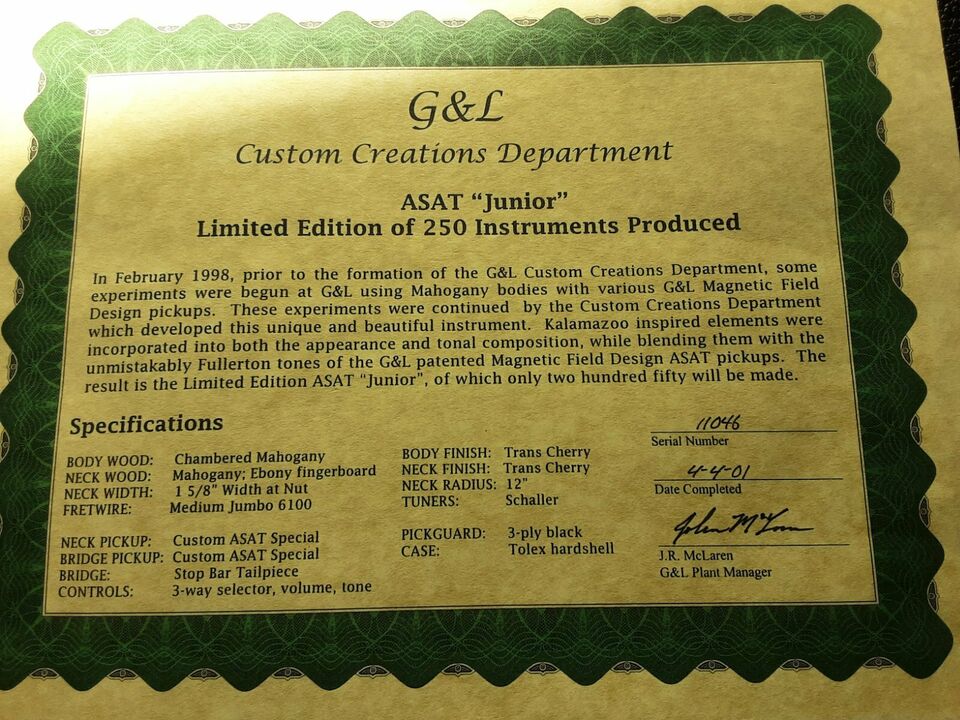 G&L
Custom Creations Department
ASAT “Junior”
Limited Edition of 250 Instruments Produced
In February 1998, prior to the formation of the G&L Custom Creations Department, some
experiments were begun at G&L using Mahogany bodies with various G&L Magnetic Field
Design pickups. These experiments were continued by the Custom Creations Department
which developed this unique and beautiful instrument. Kalamazoo inspired elements were
incorporated into both the appearance and tonal composition, while blending them with the
unmistakably Fullerton tones of the G&L patented Magnetic Field Design ASAT pickups. The
result is the Limited Edition ASAT “Junior”, of which only two hundred fifty will be made.
Specifications
BODY WOOD: Chambered Mahogany
NECK WOOD: Mahogany; Ebony fingerboard
NECK WIDTH: 1 5/8" Width at Nut
FRETWIRE: Medium Jumbo 6100
NECK PICKUP: Custom ASAT Special
BRIDGE PICKUP: Custom ASAT Special
BRIDGE: Stop Bar Tailpiece
CONTROLS: 3-way selector, volume, tone
BODY FINISH: Trans Cherry
NECK FINISH: Trans Cherry
NECK RADIUS: 12"
TUNERS: Schaller
PICKGUARD: 3-ply black
CASE: Tolex hardshell
11046
Serial Number
4-4-01
Date Completed
John McLaren
J.R. McLaren
G&L Plant Manager